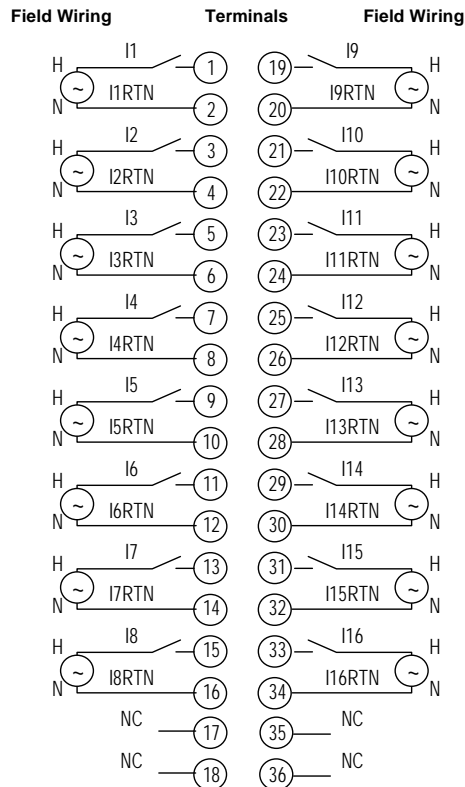 Field Wiring Terminals Field Wiring
I1 I9
H 1 19 H
~ I1RTN I9RTN ~
N 2 20 N
I2 I10
H 3 21 H
~ I2RTN I10RTN ~
N 4 22 N
I3 I11
H 5 23 H
~ I3RTN I11RTN ~
N 6 24 N
I4 I12
H 7 25 H
~ I4RTN I12RTN ~
N 8 26 N
I5 I13
H 9 27 H
~ I5RTN I13RTN ~
N 10 28 N
I6 I14
H 11 29 H
~ I6RTN I14RTN ~
N 12 30 N
I7 I15
H 13 31 H
~ I7RTN I15RTN ~
N 14 32 N
I8 I16
H 15 33 H
~ I8RTN I16RTN ~
N 16 34 N
NC 17 35 NC
NC 18 36 NC